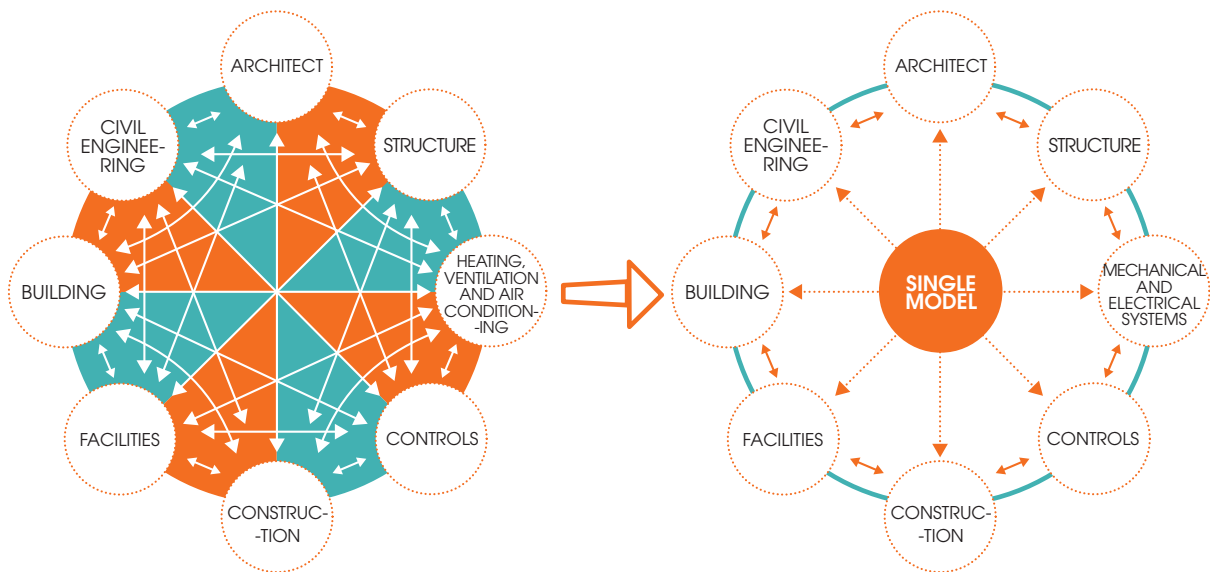 ARCHITECT
CIVIL
ENGINEE-
RING
STRUCTURE
BUILDING
HEATING,
VENTILATION
AND AIR
CONDITION-
-ING
FACILITIES
CONTROLS
CONSTRUC-
-TION
ARCHITECT
CIVIL
ENGINEE-
RING
STRUCTURE
BUILDING
SINGLE
MODEL
MECHANICAL
AND
ELECTRICAL
SYSTEMS
FACILITIES
CONTROLS
CONSTRUC-
-TION